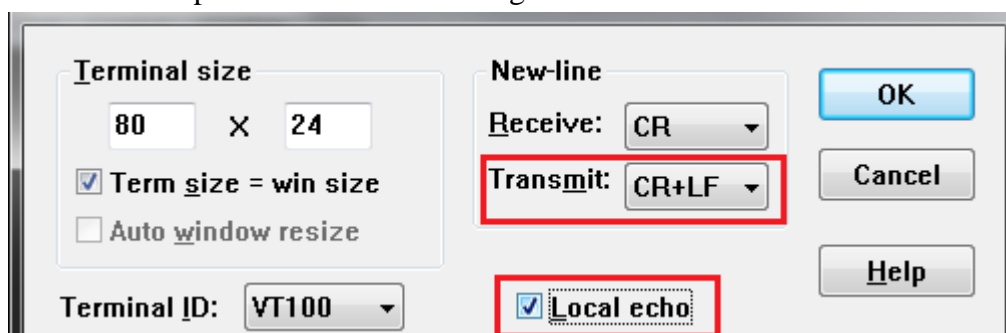 Terminal size
80 X 24
Term size = win size
Auto window resize
Terminal ID: VT100
New-line
Receive: CR
Transmit: CR+LF
Local echo
OK
Cancel
Help